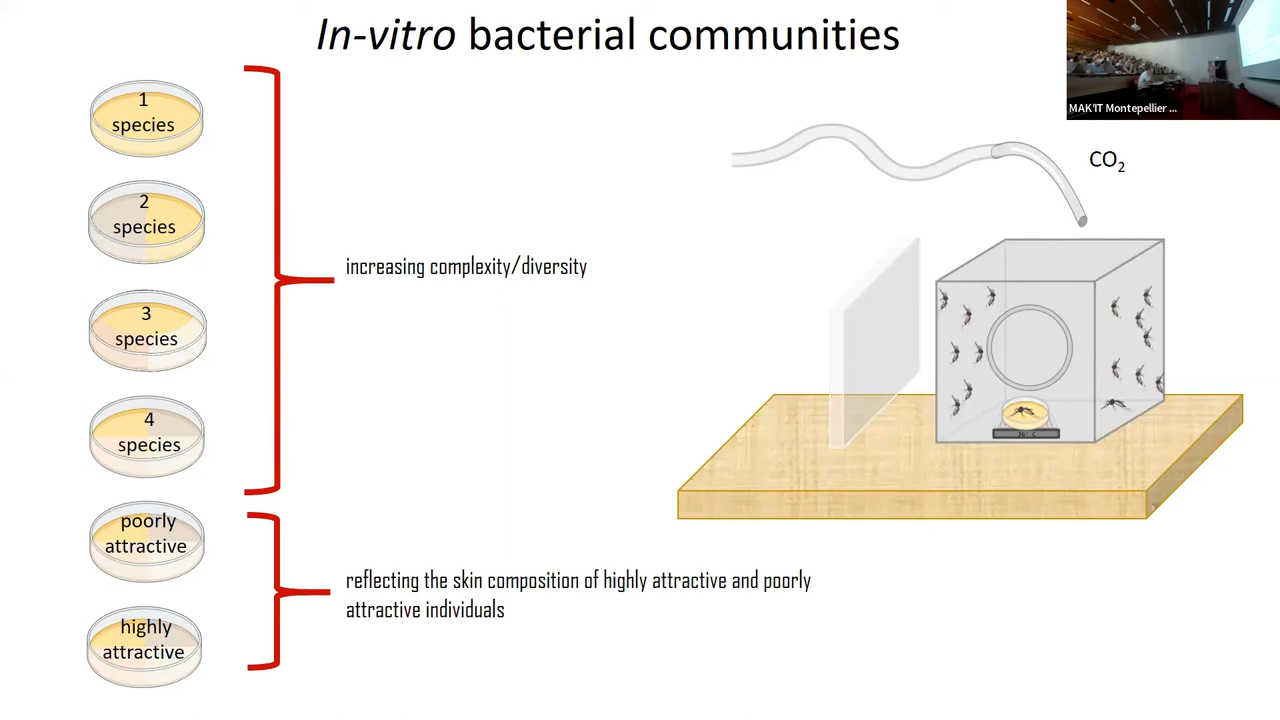 In-vitro bacterial communities
MAK'IT Montepellier ...
1
species
2
species
3
species
4
species
poorly
attractive
highly
attractive
increasing complexity/diversity
reflecting the skin composition of highly attractive and poorly
attractive individuals
CO₂